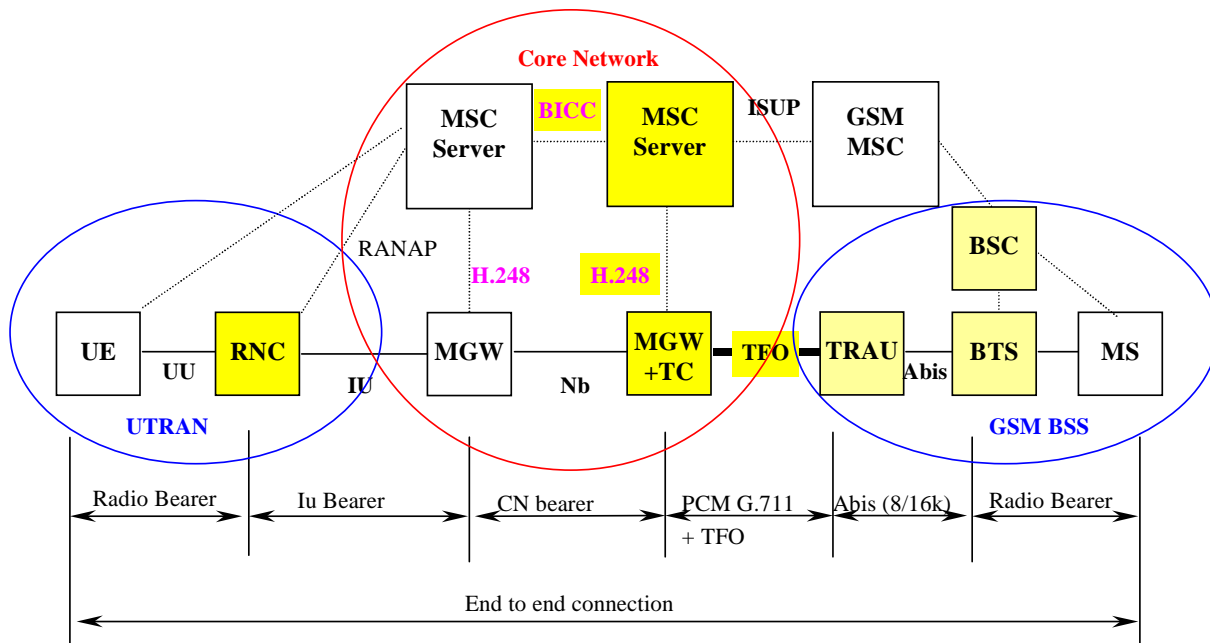 Core Network
MSC
Server
BICC
MSC
Server
ISUP
GSM
MSC
BSC
RANAP
H.248
H.248
UE
UU
RNC
IU
MGW
Nb
MGW
+TC
TFO
TRAU
Abis
BTS
MS
UTRAN
GSM BSS
Radio Bearer
Iu Bearer
CN bearer
PCM G.711
+ TFO
Abis (8/16k)
Radio Bearer
End to end connection